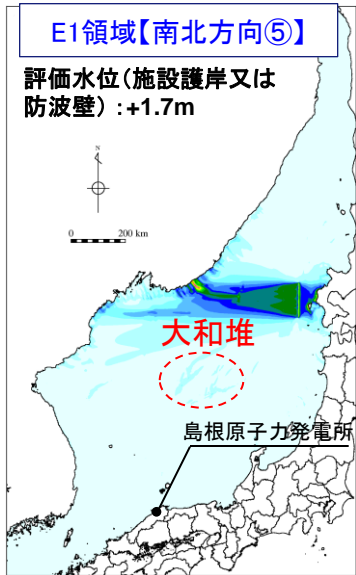 E1領域【南北方向⑤】
評価水位(施設護岸又は
防波壁):+1.7m
N
0 200 km
大和堆
島根原子力発電所